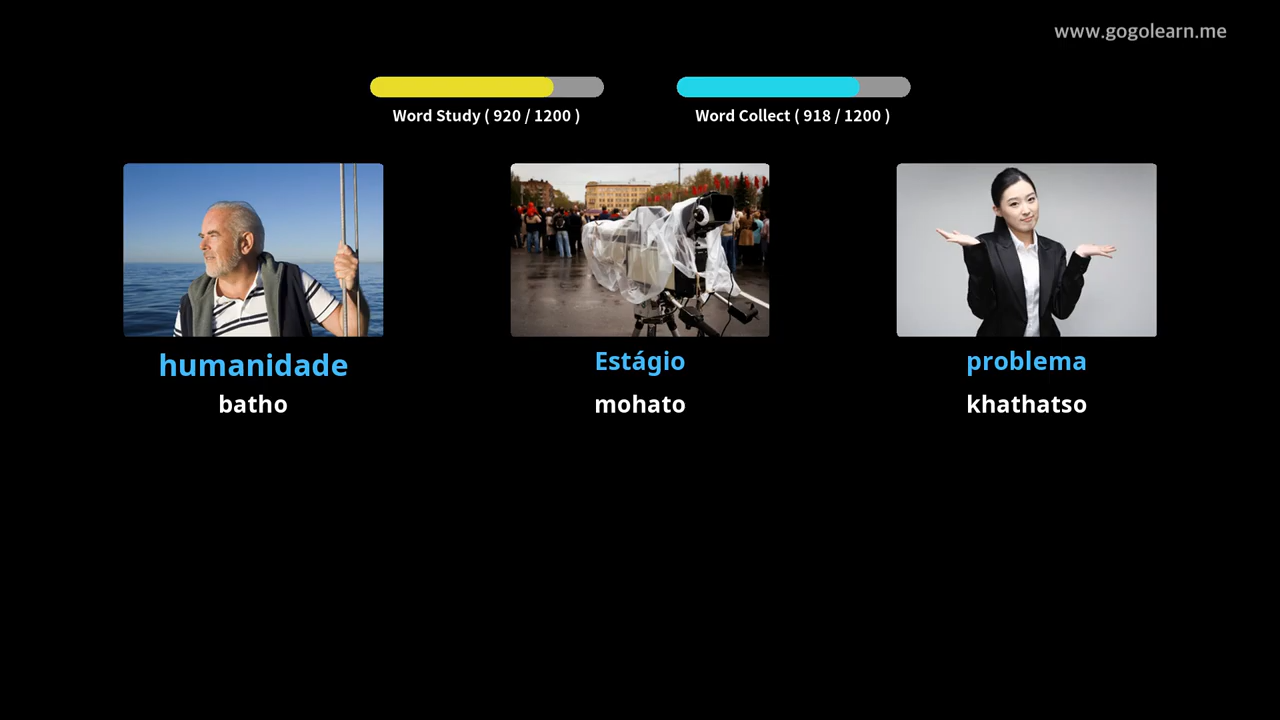 www.gogolearn.me
Word Study ( 920 / 1200 )
Word Collect ( 918 / 1200 )
humanidade
batho
Estágio
mohato
problema
khathatso